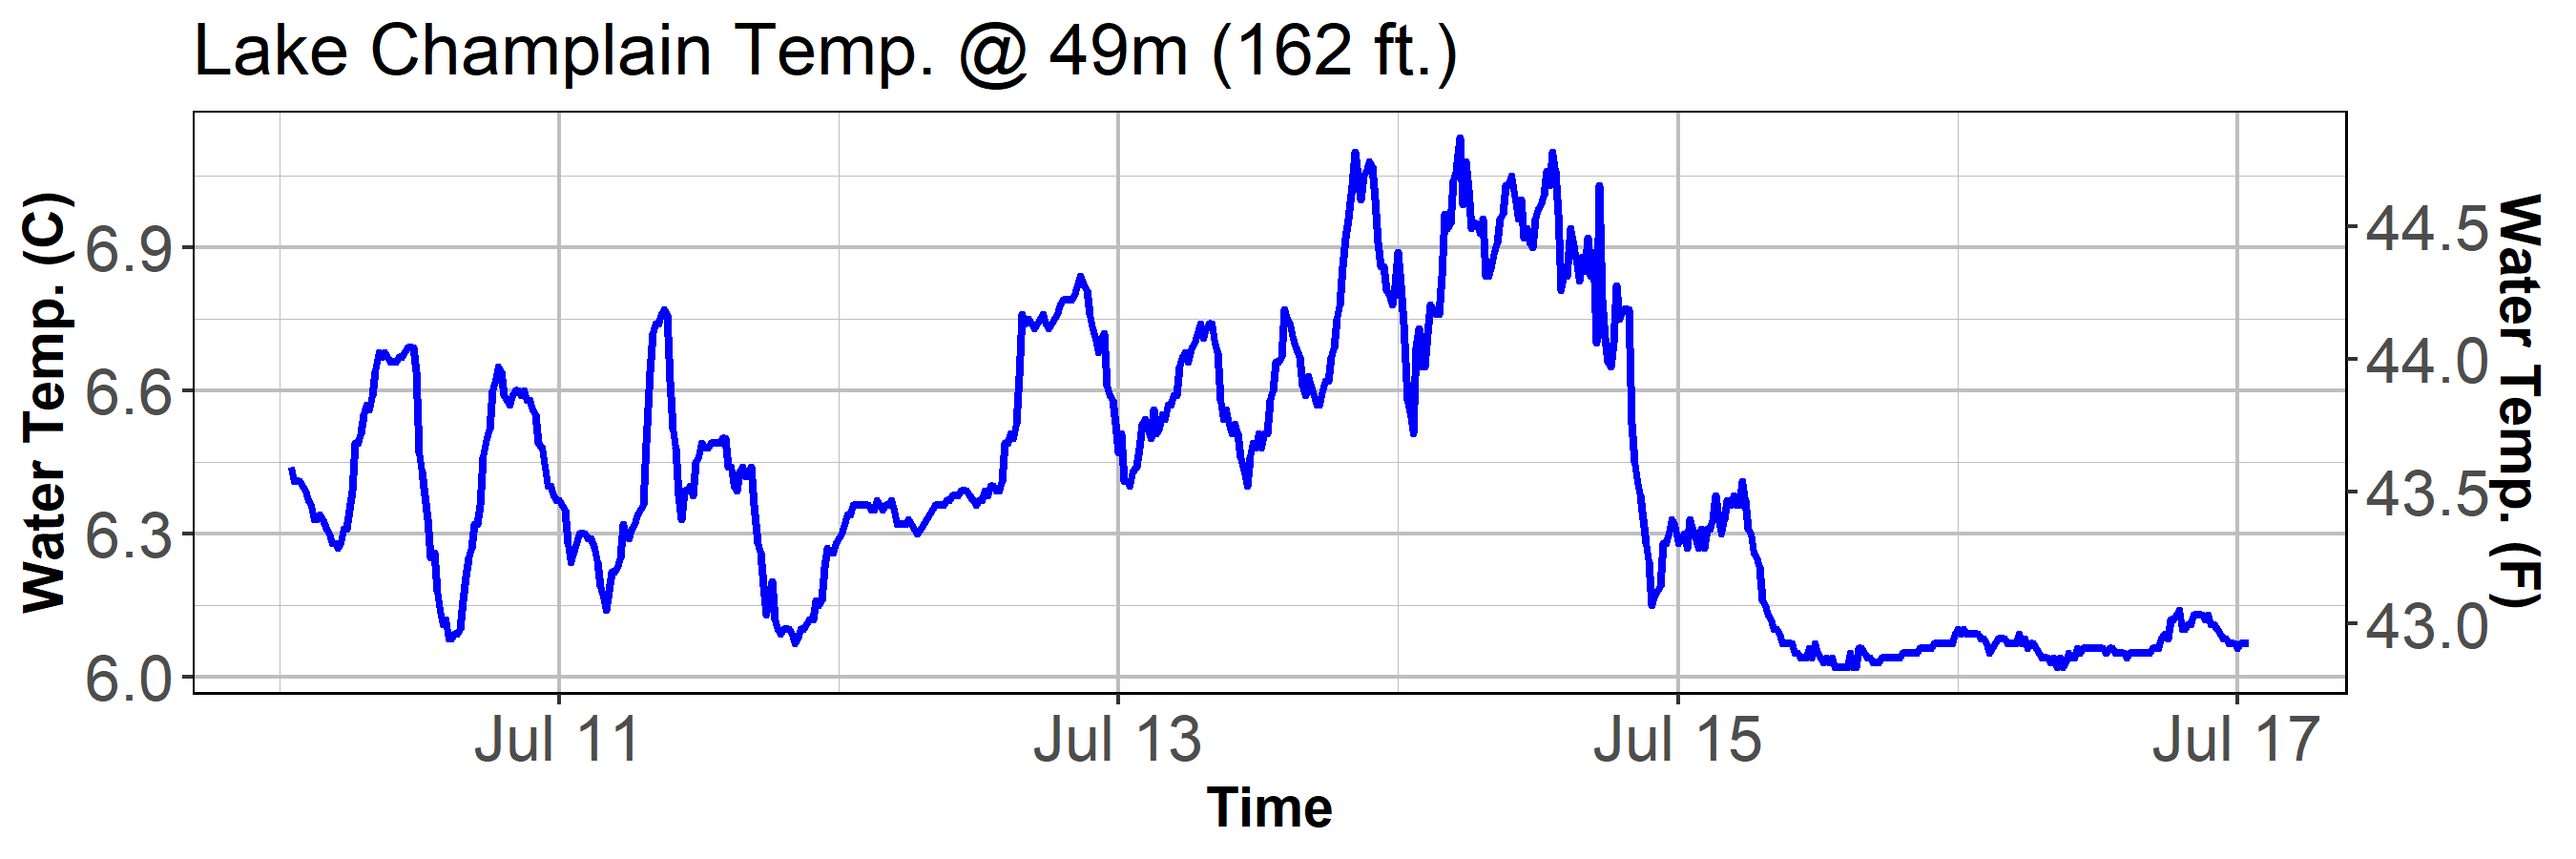 Lake Champlain Temp. @ 49m (162 ft.)
Water Temp. (C)
6.9
6.6
6.3
6.0
44.5
44.0
43.5
43.0
Water Temp. (F)
Jul 11 Jul 13 Jul 15 Jul 17
Time